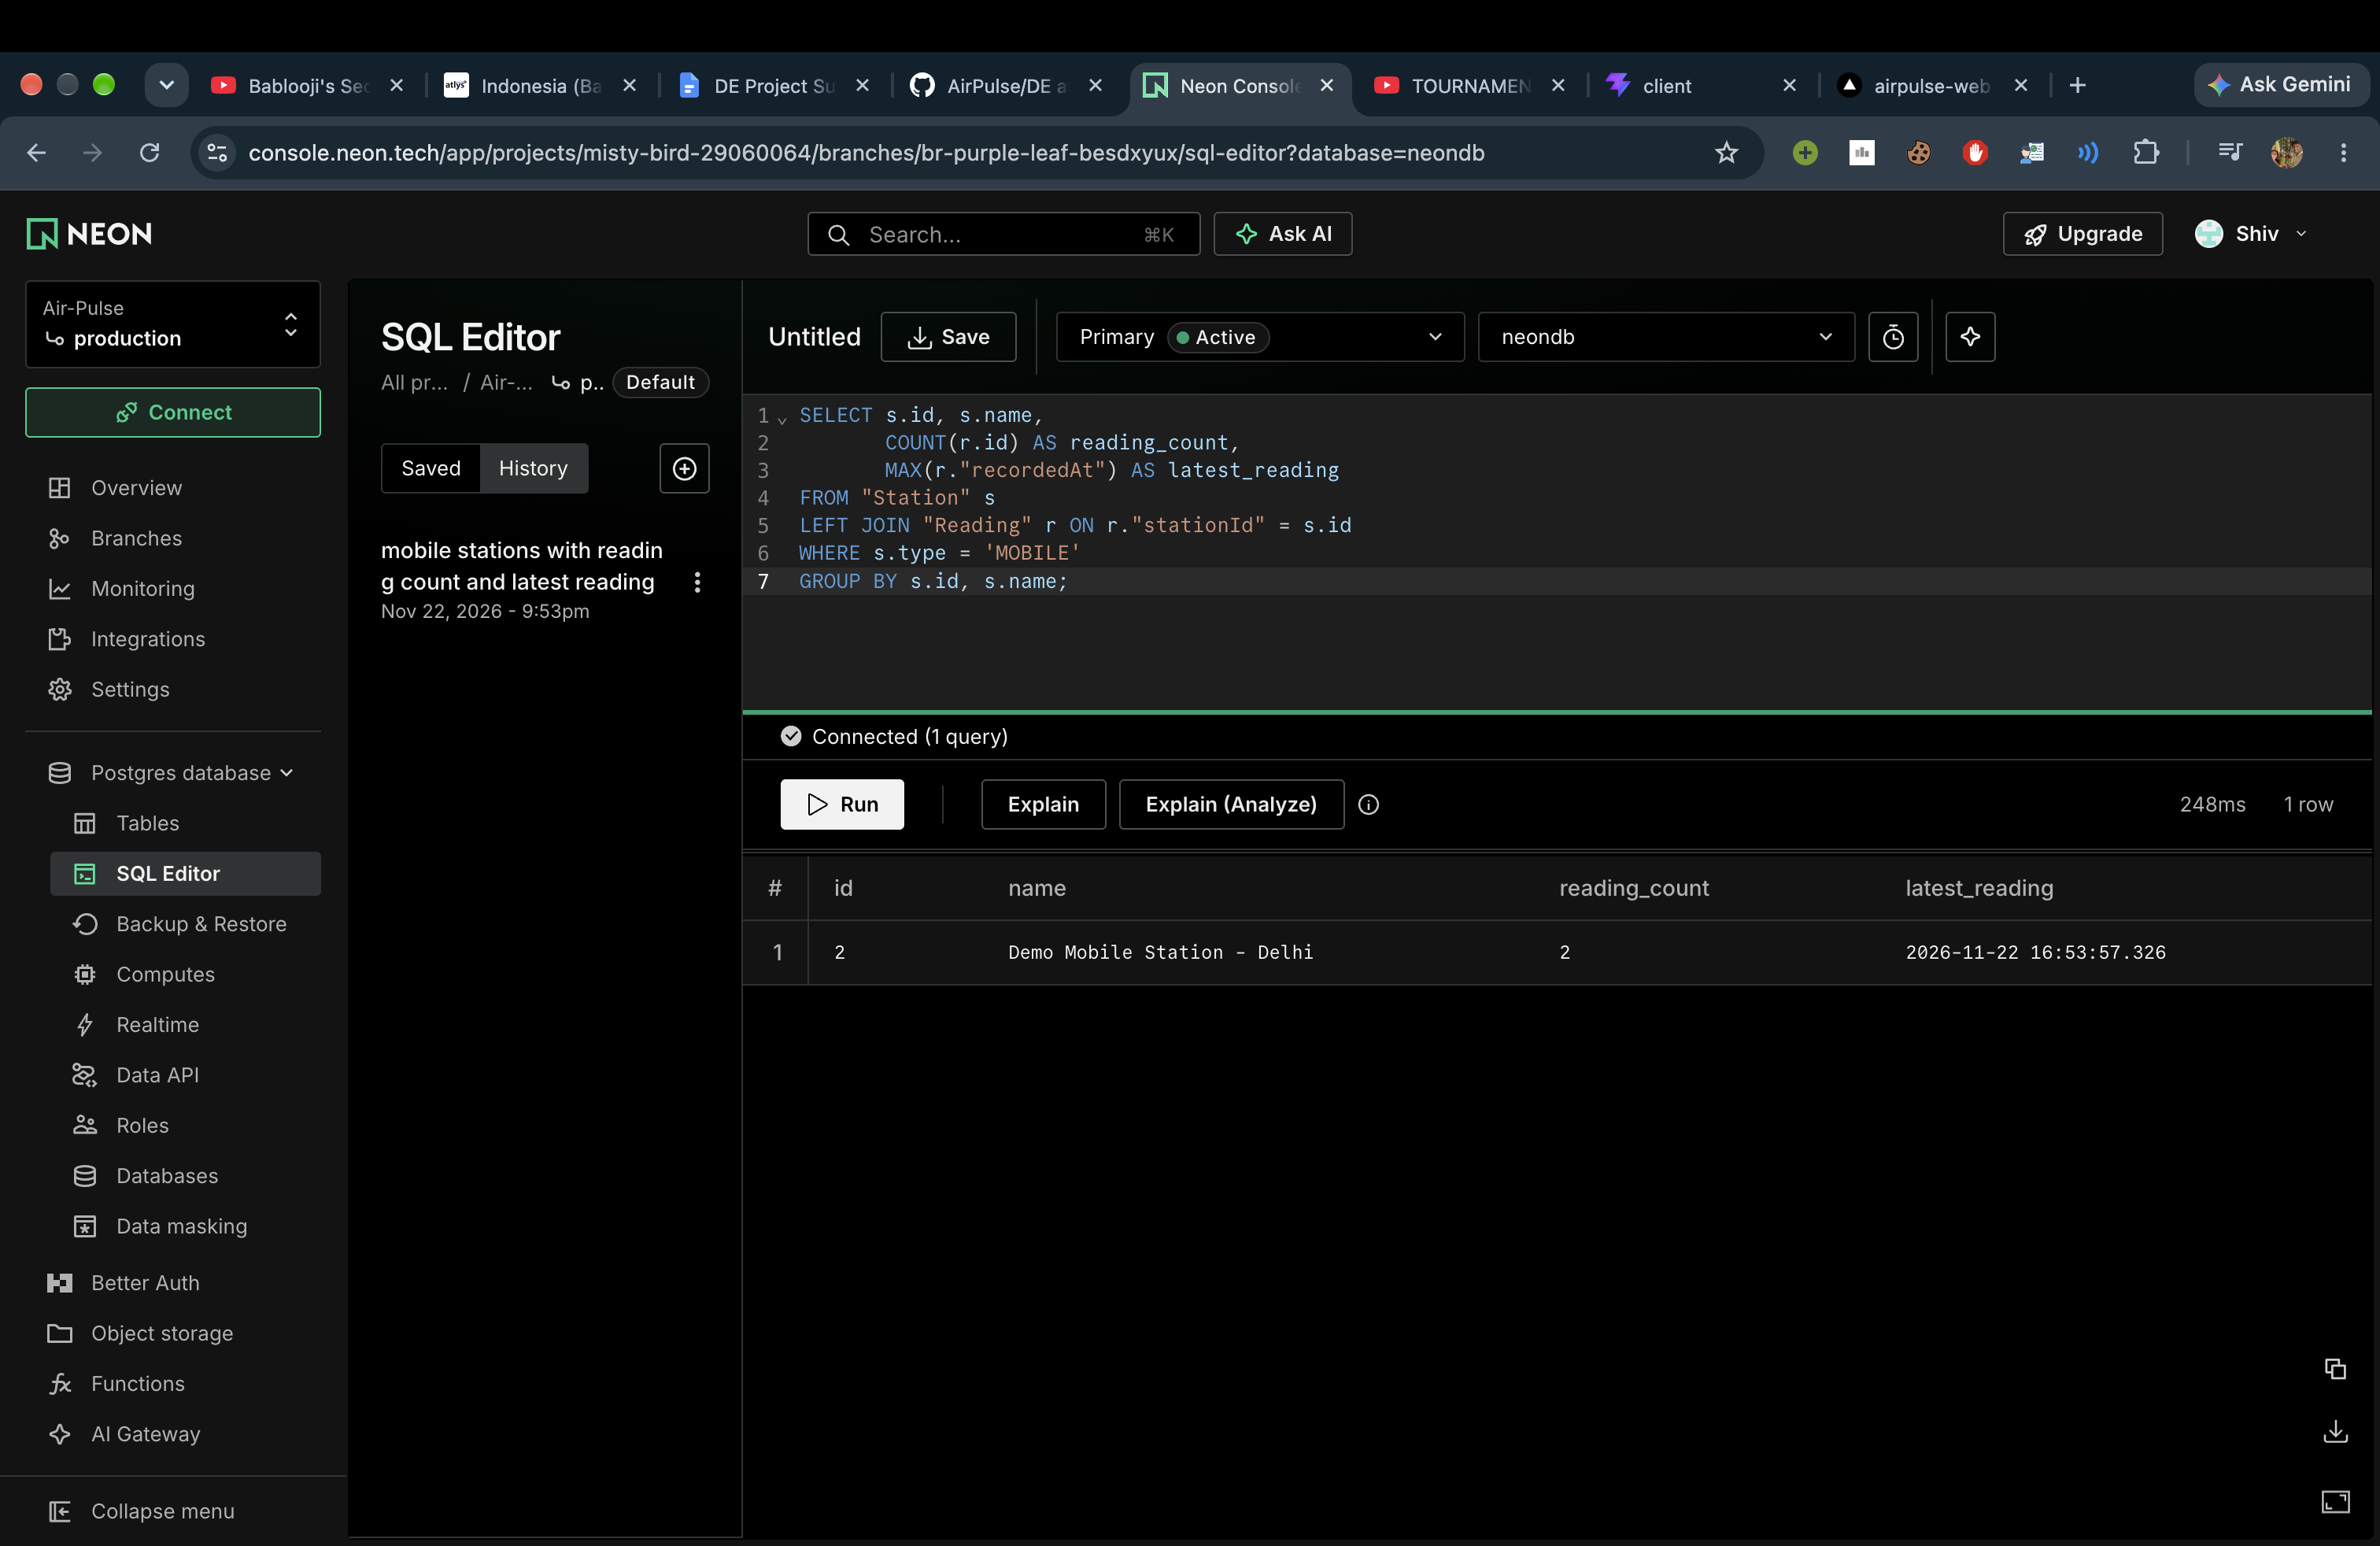 Bablooji's Sec
Indonesia (Ba
DE Project Su
AirPulse/DE a
Neon Console
TOURNAMEN
client
airpulse-web
Ask Gemini
console.neon.tech/app/projects/misty-bird-29060064/branches/br-purple-leaf-besdxyux/sql-editor?database=neondb
NEON
Search... ⌘K
Ask AI
Upgrade
Shiv
Air-Pulse
production
Connect
Overview
Branches
Monitoring
Integrations
Settings
Postgres database
Tables
SQL Editor
Backup & Restore
Computes
Realtime
Data API
Roles
Databases
Data masking
Better Auth
Object storage
Functions
AI Gateway
Collapse menu
SQL Editor
All pr... / Air-... p.. Default
Saved History
mobile stations with readin
g count and latest reading
Nov 22, 2026 - 9:53pm
Untitled Save Primary Active neondb
1 SELECT s.id, s.name,
2 COUNT(r.id) AS reading_count,
3 MAX(r."recordedAt") AS latest_reading
4 FROM "Station" s
5 LEFT JOIN "Reading" r ON r."stationId" = s.id
6 WHERE s.type = 'MOBILE'
7 GROUP BY s.id, s.name;
Connected (1 query)
Run Explain Explain (Analyze) 248ms 1 row
# id name reading_count latest_reading
1 2 Demo Mobile Station - Delhi 2 2026-11-22 16:53:57.326